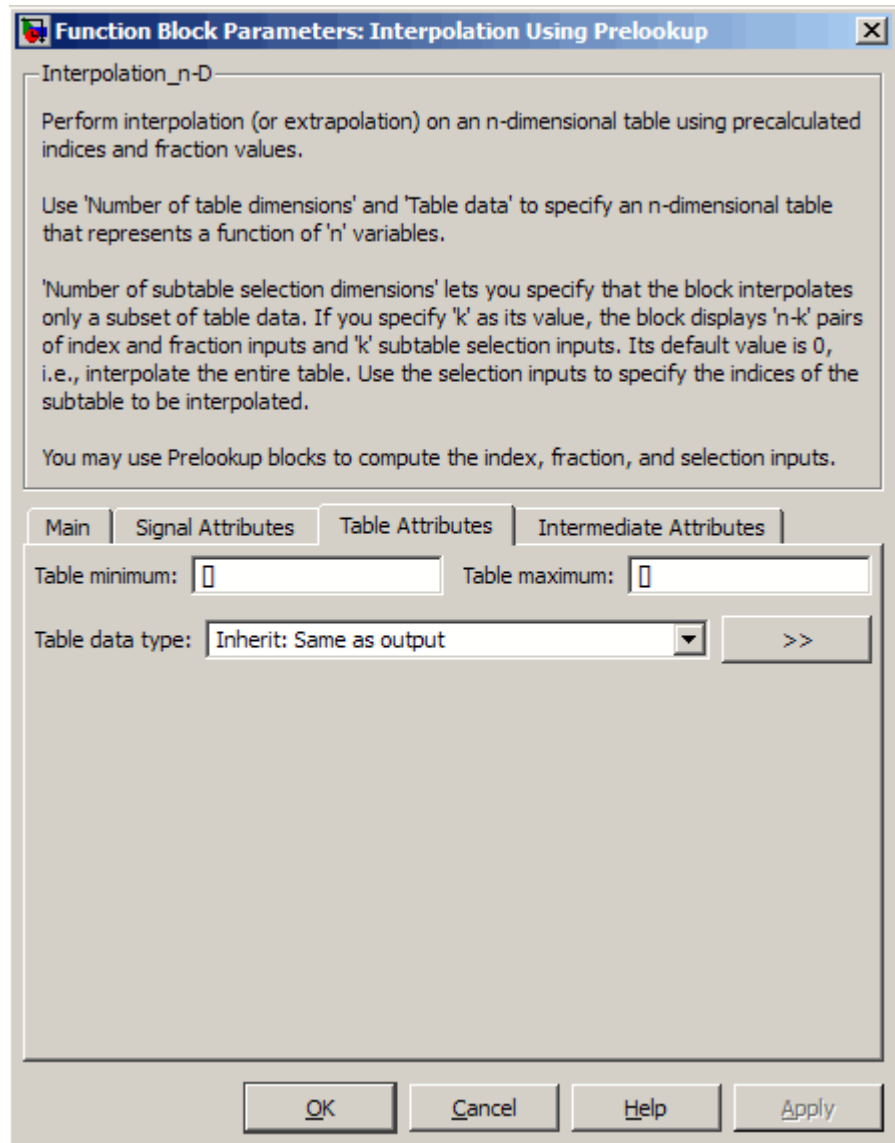 Function Block Parameters: Interpolation Using Prelookup
Interpolation_n-D
Perform interpolation (or extrapolation) on an n-dimensional table using precalculated
indices and fraction values.
Use 'Number of table dimensions' and 'Table data' to specify an n-dimensional table
that represents a function of 'n' variables.
'Number of subtable selection dimensions' lets you specify that the block interpolates
only a subset of table data. If you specify 'k' as its value, the block displays 'n-k' pairs
of index and fraction inputs and 'k' subtable selection inputs. Its default value is 0,
i.e., interpolate the entire table. Use the selection inputs to specify the indices of the
subtable to be interpolated.
You may use Prelookup blocks to compute the index, fraction, and selection inputs.
Main Signal Attributes Table Attributes Intermediate Attributes
Table minimum: [] Table maximum: []
Table data type: Inherit: Same as output >>
OK Cancel Help Apply